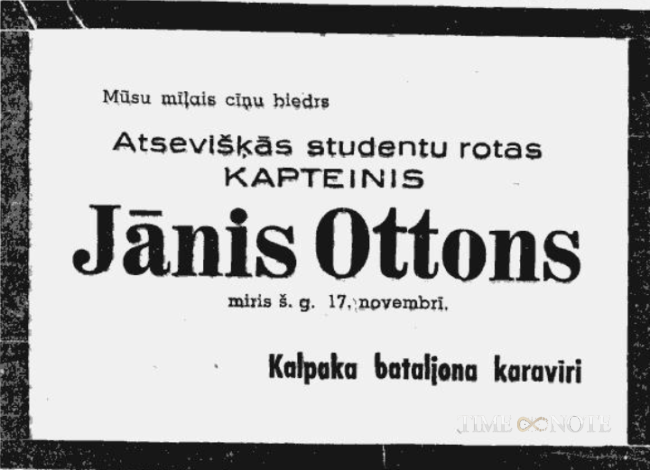 Mūsu mīļais cīņu biedrs
Atsevišķās studentu rotas
KAPTEINIS
Jānis Ottons
miris š. g. 17. novembrī.
Kalpaka bataljona karavīri
TIME NOTE